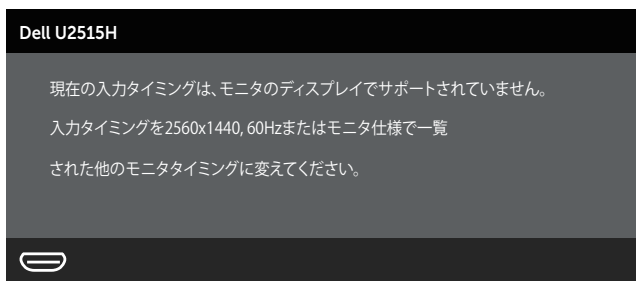 Dell U2515H
現在の入力タイミングは、モニタのディスプレイでサポートされていません。
入力タイミングを2560x1440, 60Hzまたはモニタ仕様で一覧
された他のモニタタイミングに変えてください。